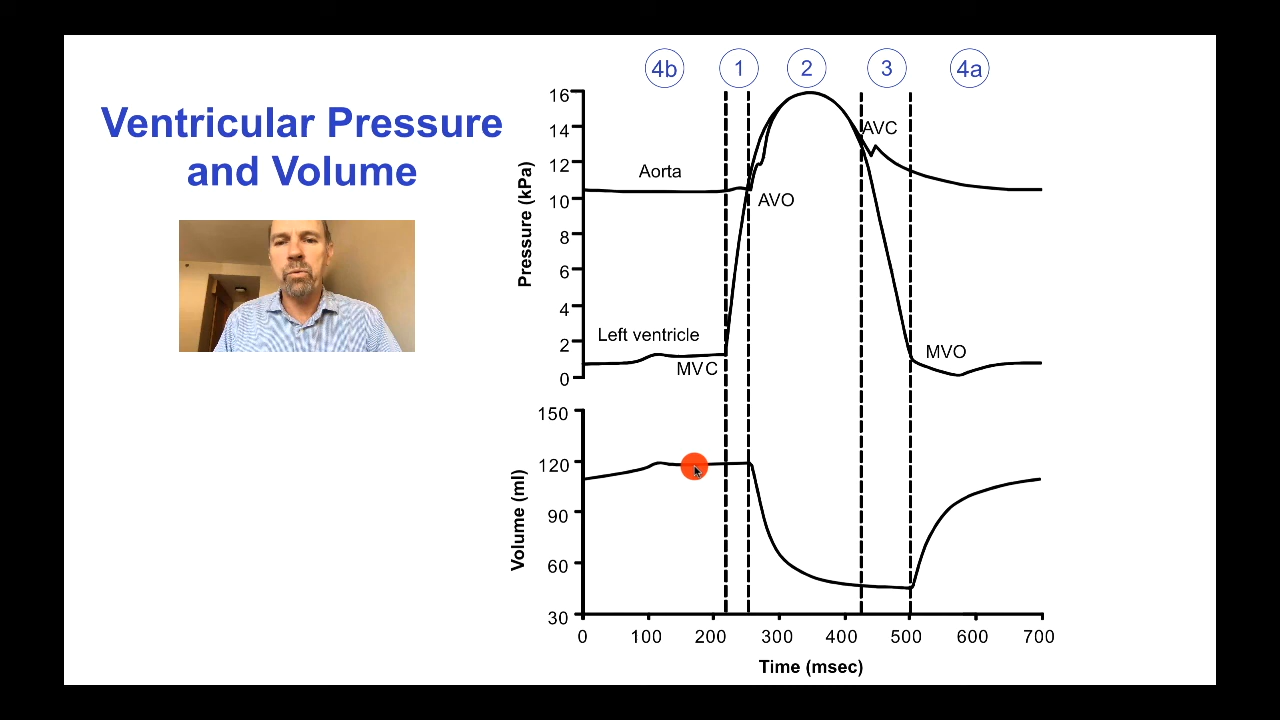 4b 1 2 3 4a
Ventricular Pressure
and Volume
Pressure (kPa)
16
14
12
10
8
6
4
2
0
Aorta
AVO
AVC
Left ventricle
MVC
MVO
Volume (ml)
150
120
90
60
30
0 100 200 300 400 500 600 700
Time (msec)